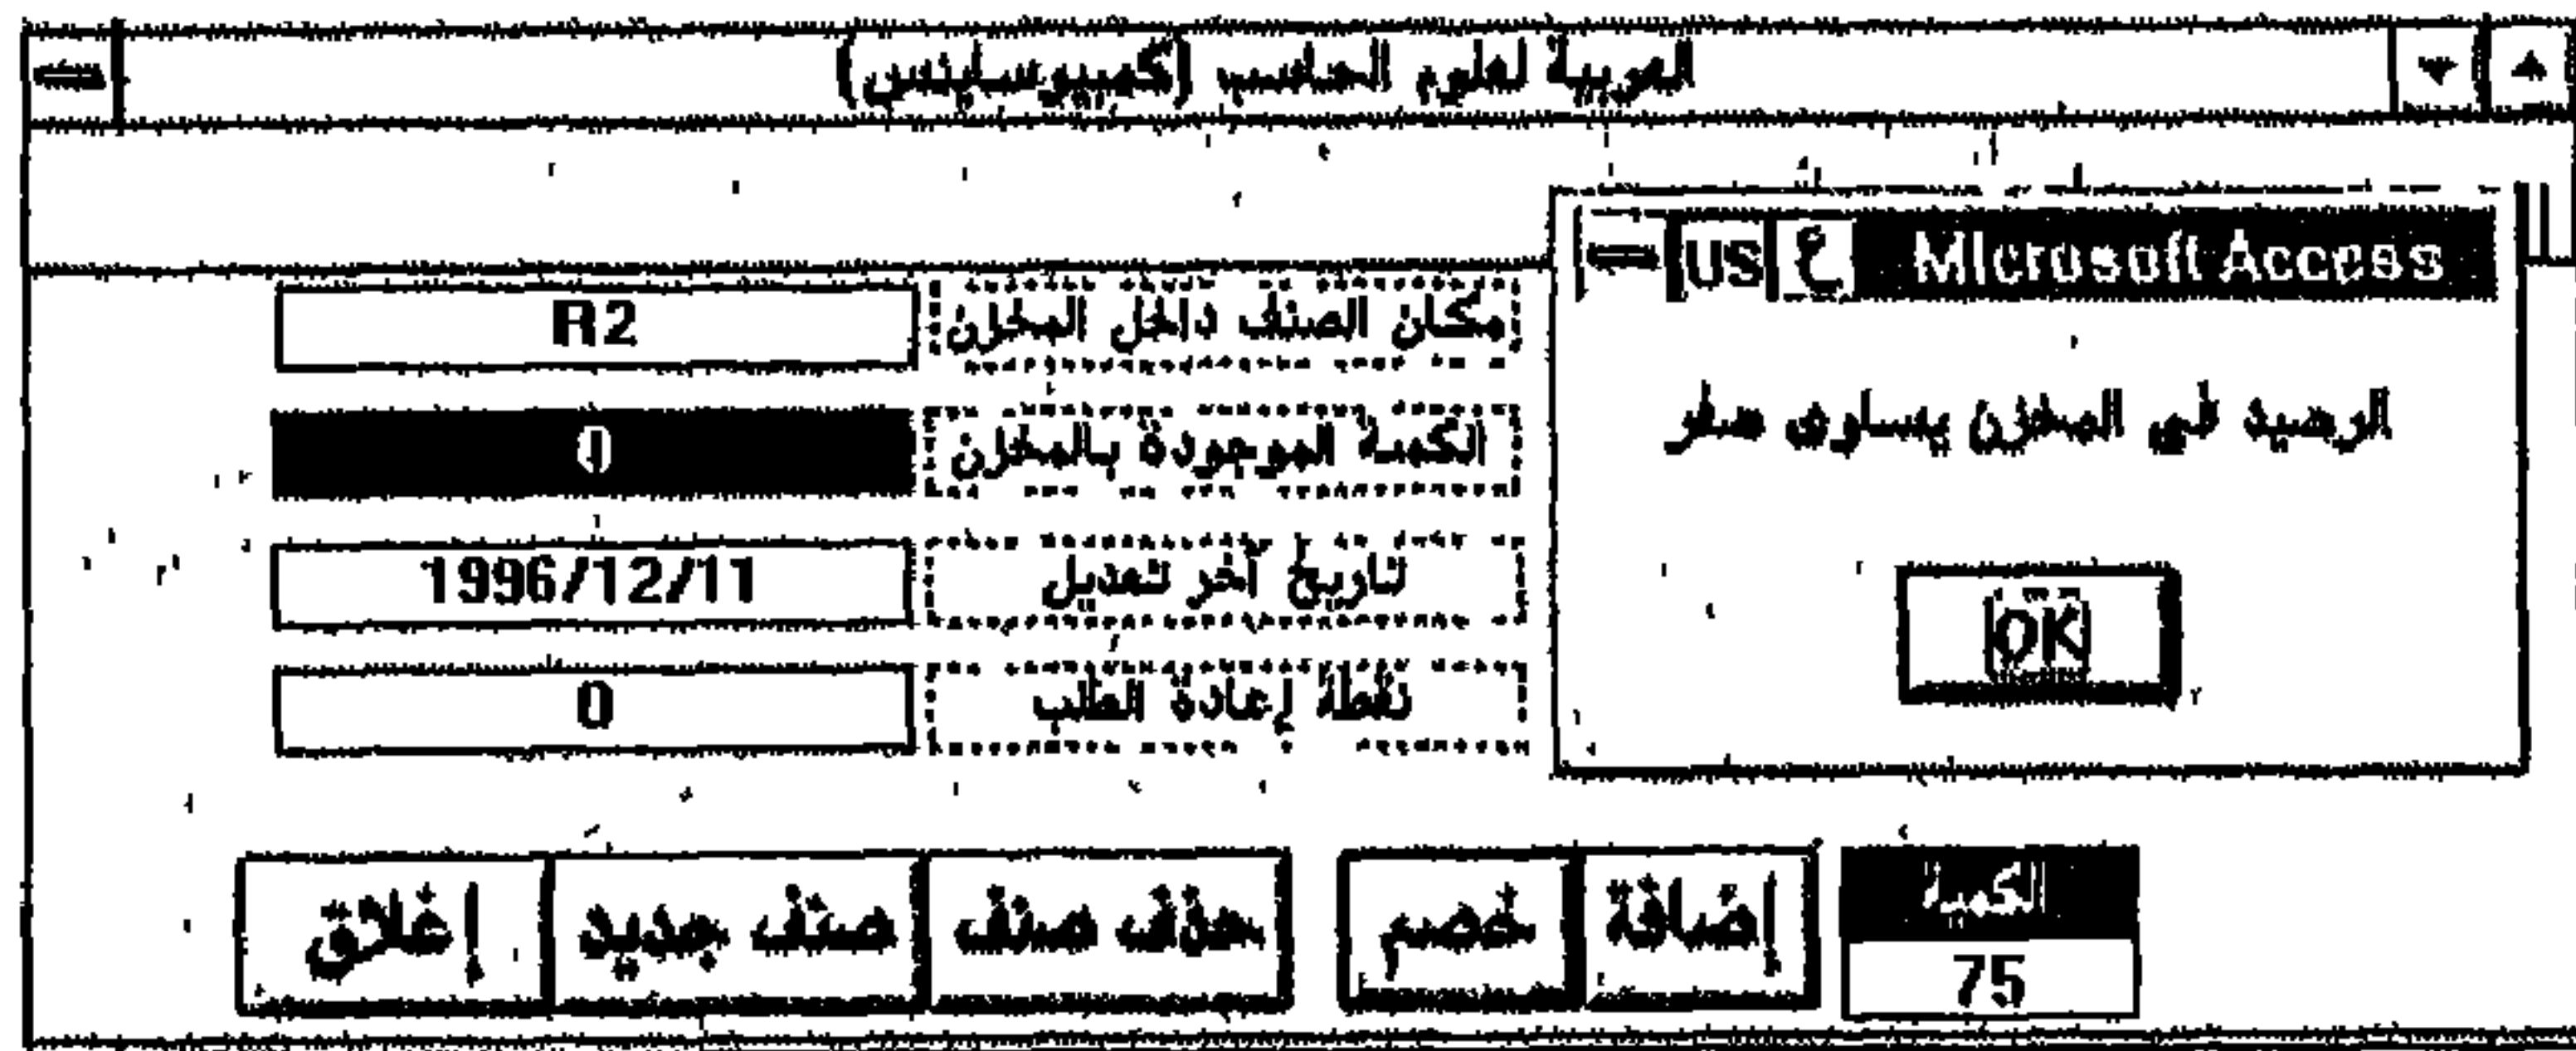 العربية لعلوم الحاسب (كمبيوساينس)
US ع Microsoft Access
الرصيد في المخزن يساوى صفر
OK
مكان الصنف داخل المخزن R2
الكمية الموجودة بالمخزن 0
تاريخ آخر تعديل 1996/12/11
نقطة إعادة الطلب 0
الكمية
75
إضافة خصم حذف صنف صنف جديد إغلاق